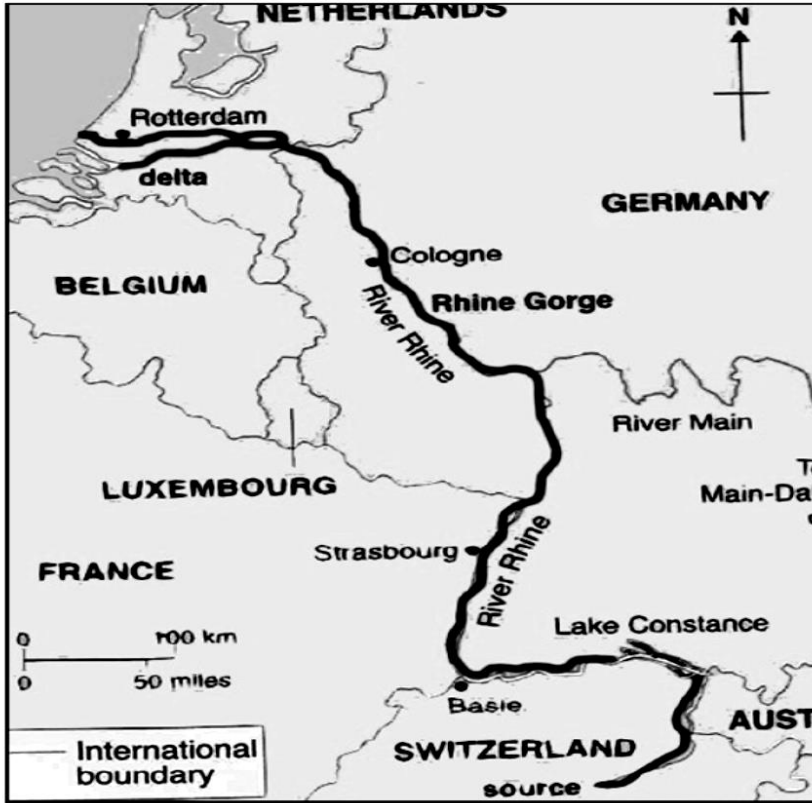 NETHERLANDS
N
Rotterdam
delta
GERMANY
Cologne
BELGIUM
Rhine Gorge
River Rhine
River Main
LUXEMBOURG
Main-Da
Strasbourg
River Rhine
FRANCE
Lake Constance
0 100 km
0 50 miles
Basle
AUST
SWITZERLAND
International
boundary
source